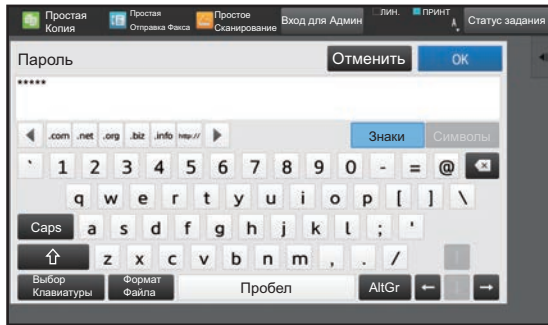 Простая Копия
Простая Отправка Факса
Простое Сканирование
Вход для Админ
ЛИН.
ПРИНТ
Статус задания
Пароль
Отменить
OK
*****
.com .net .org .biz .info http://
Знаки
Символы
` 1 2 3 4 5 6 7 8 9 0 - = @
q w e r t y u i o p [ ] \
Caps a s d f g h j k l ; '
z x c v b n m , . /
Выбор Клавиатуры
Формат Файла
Пробел
AltGr